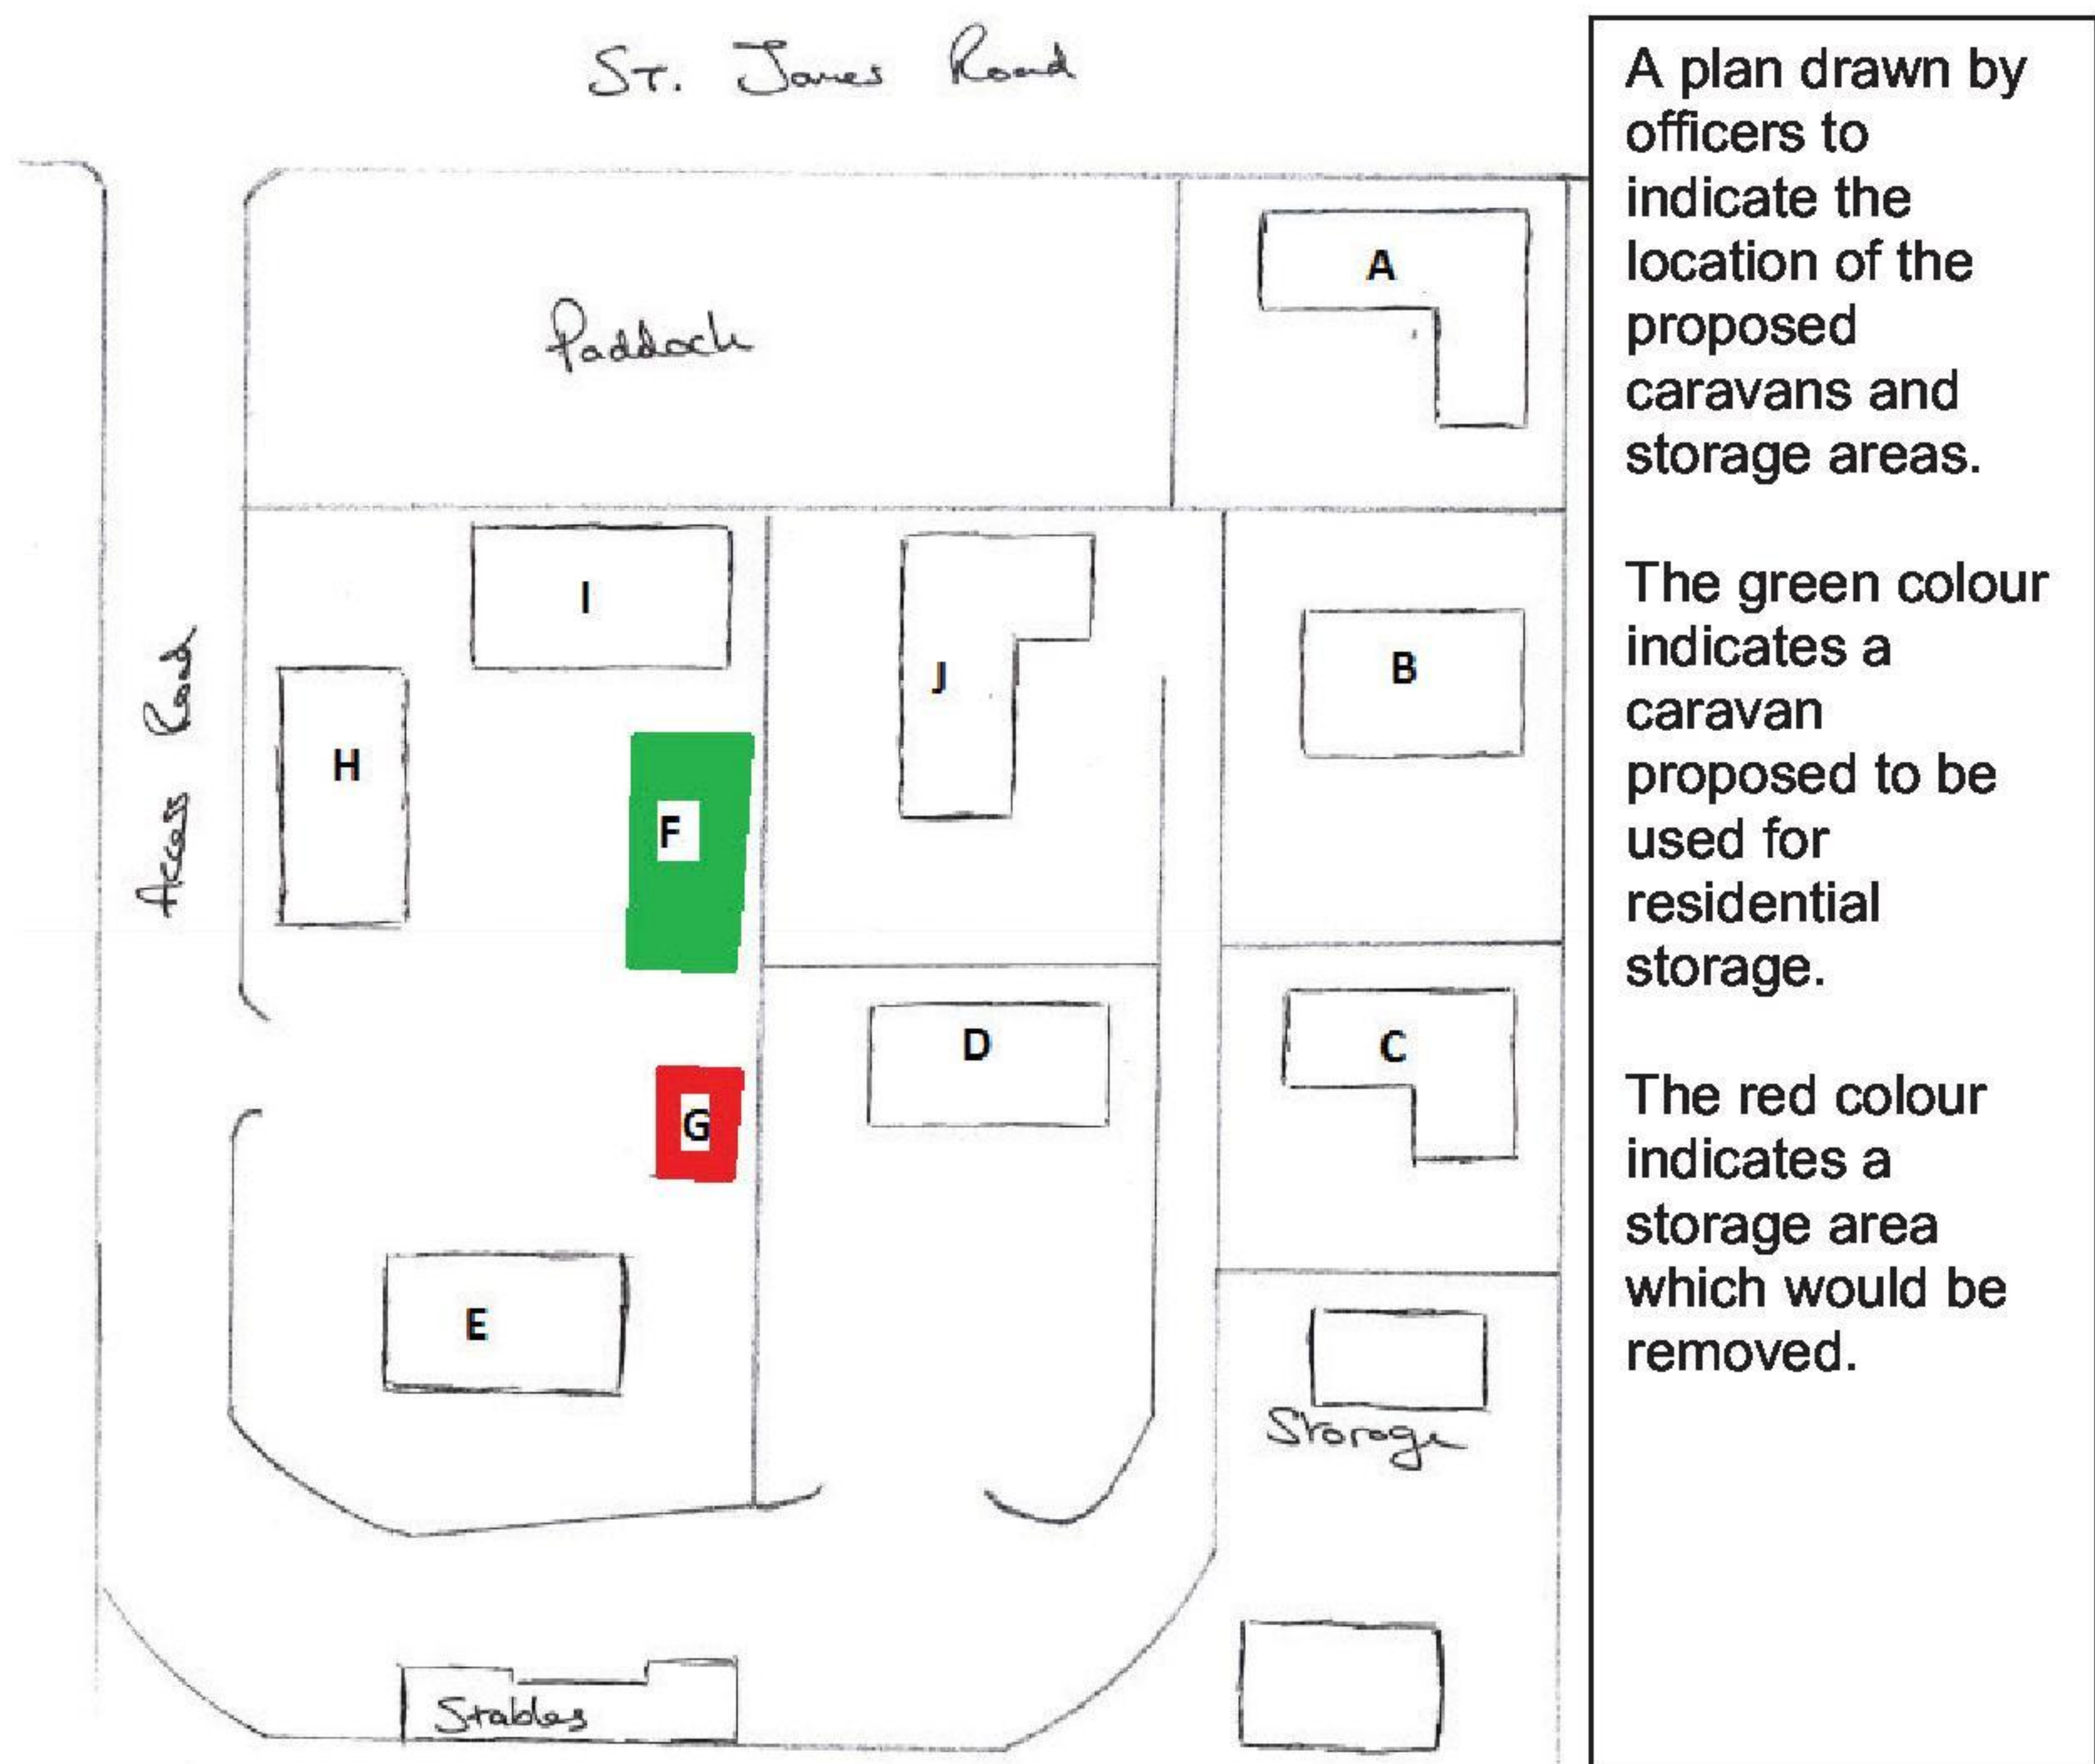 St. James Road
Paddock
A
I
J
B
H
F
Access Road
D
C
G
E
Storage
Stables
A plan drawn by
officers to
indicate the
location of the
proposed
caravans and
storage areas.
The green colour
indicates a
caravan
proposed to be
used for
residential
storage.
The red colour
indicates a
storage area
which would be
removed.